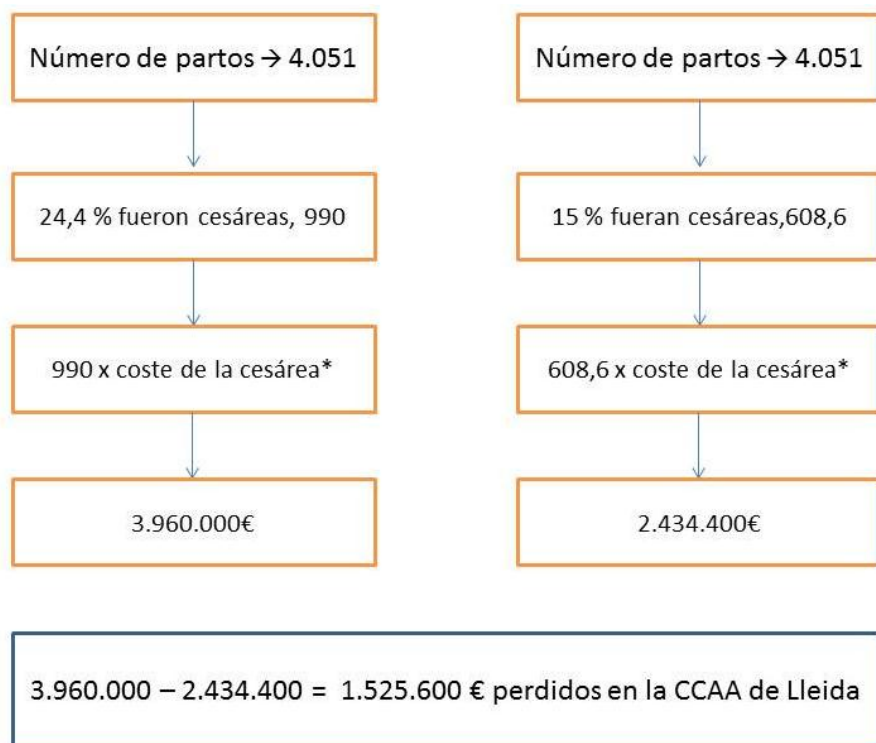 Número de partos → 4.051
Número de partos → 4.051
24,4 % fueron cesáreas, 990
15 % fueran cesáreas,608,6
990 x coste de la cesárea*
608,6 x coste de la cesárea*
3.960.000€
2.434.400€
3.960.000 – 2.434.400 = 1.525.600 € perdidos en la CCAA de Lleida